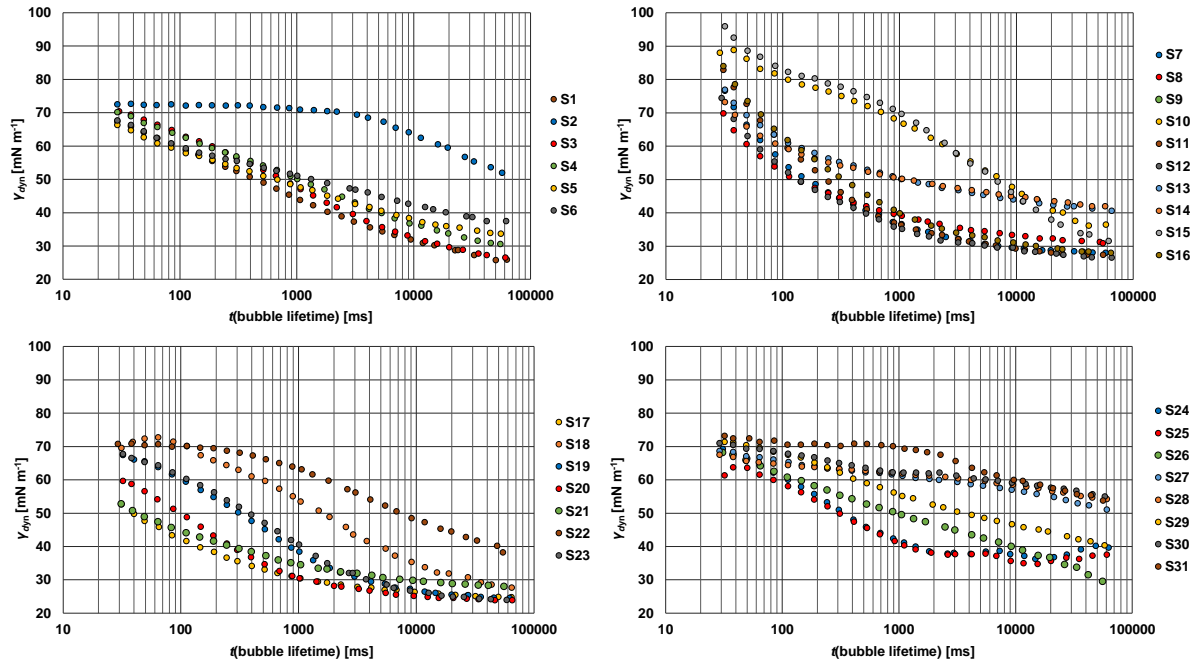 100
90
80
70
60
50
40
30
20
γdyn [mN m⁻¹]
10 100 1000 10000 100000
t(bubble lifetime) [ms]
S1
S2
S3
S4
S5
S6
100
90
80
70
60
50
40
30
20
γdyn [mN m⁻¹]
10 100 1000 10000 100000
t(bubble lifetime) [ms]
S7
S8
S9
S10
S11
S12
S13
S14
S15
S16
100
90
80
70
60
50
40
30
20
γdyn [mN m⁻¹]
10 100 1000 10000 100000
t(bubble lifetime) [ms]
S17
S18
S19
S20
S21
S22
S23
100
90
80
70
60
50
40
30
20
γdyn [mN m⁻¹]
10 100 1000 10000 100000
t(bubble lifetime) [ms]
S24
S25
S26
S27
S28
S29
S30
S31